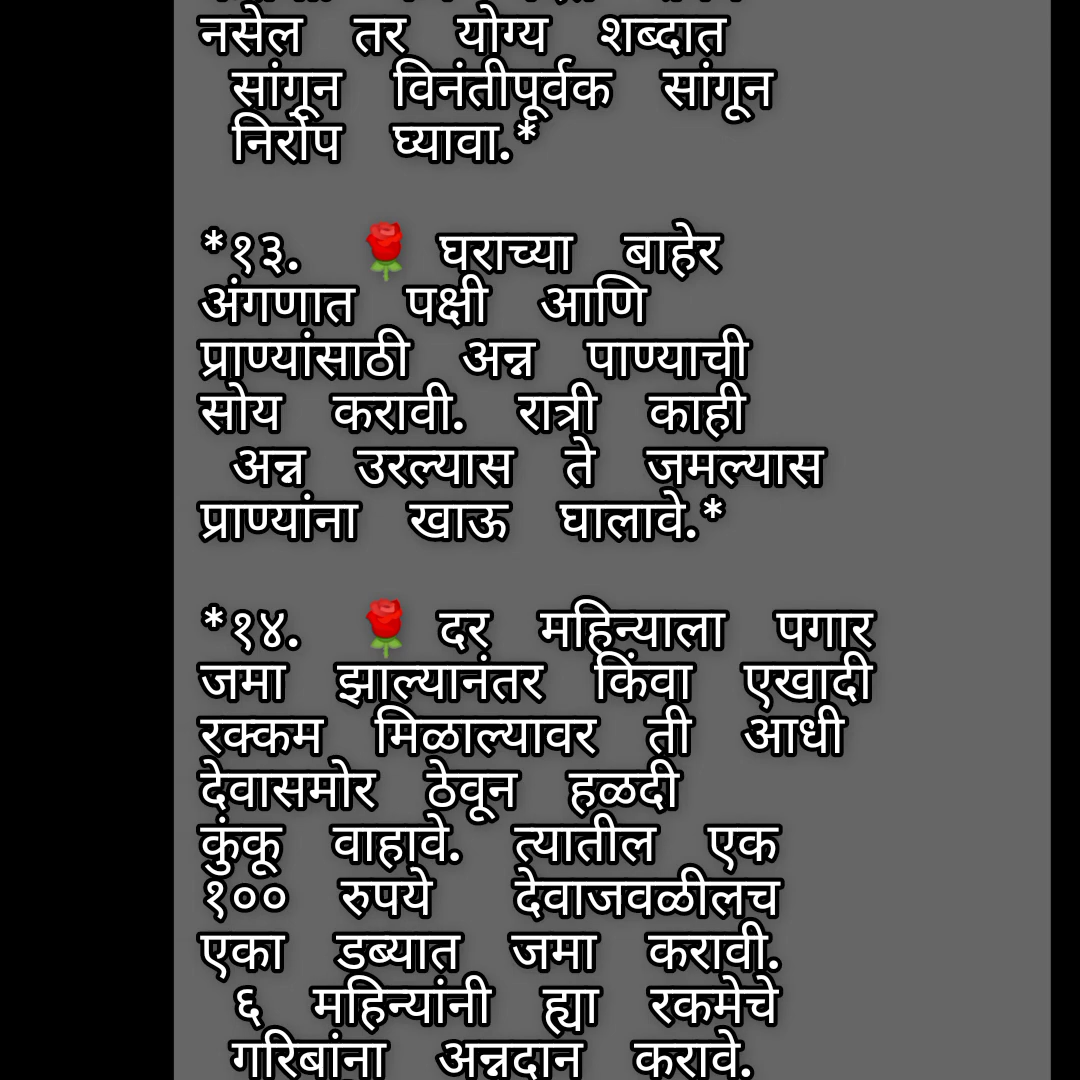 नसेल तर योग्य शब्दात
सांगून विनंतीपूर्वक सांगून
निरोप घ्यावा.*
*१३. 🌹 घराच्या बाहेर
अंगणात पक्षी आणि
प्राण्यांसाठी अन्न पाण्याची
सोय करावी. रात्री काही
अन्न उरल्यास ते जमल्यास
प्राण्यांना खाऊ घालावे.*
*१४. 🌹 दर महिन्याला पगार
जमा झाल्यानंतर किंवा एखादी
रक्कम मिळाल्यावर ती आधी
देवासमोर ठेवून हळदी
कुंकू वाहावे. त्यातील एक
१०० रुपये देवाजवळीलच
एका डब्यात जमा करावी.
६ महिन्यांनी ह्या रकमेचे
गरिबांना अन्नदान करावे.